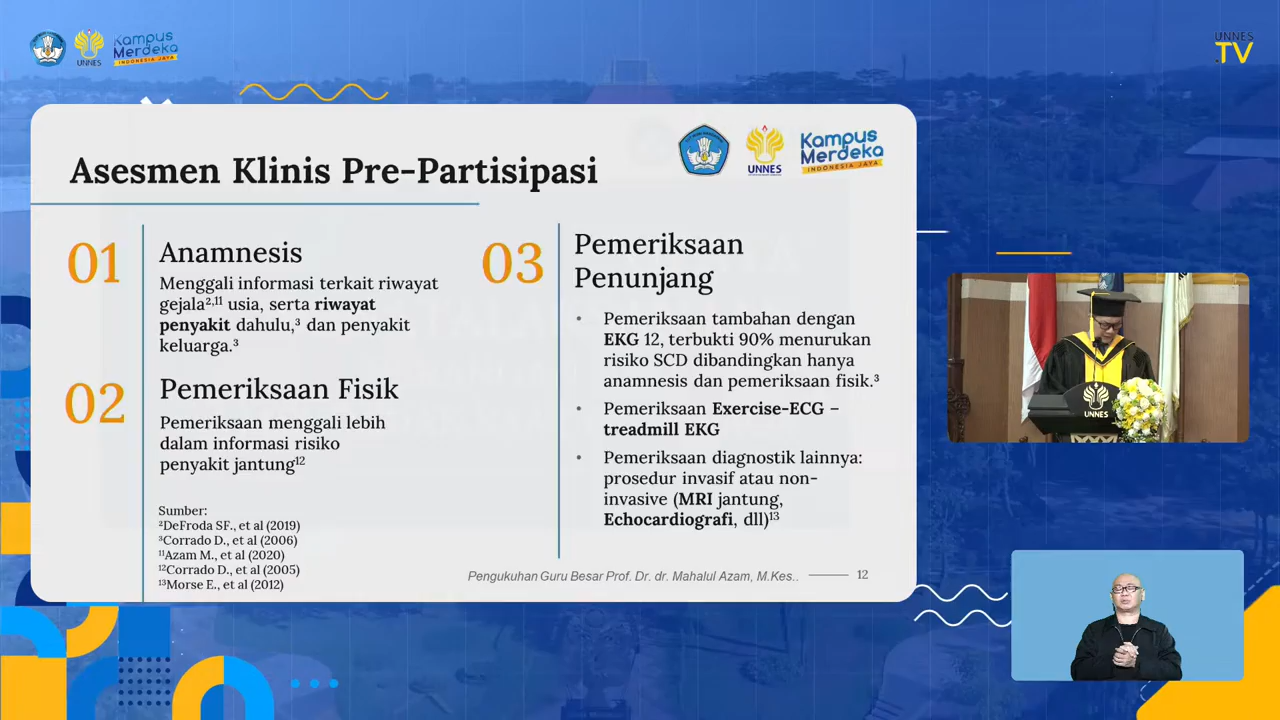 UNNES
Kampus
Merdeka
INDONESIA JAYA
UNNES
TV
UNNES
Kampus
Merdeka
INDONESIA JAYA
Asesmen Klinis Pre-Partisipasi
01
Anamnesis
Menggali informasi terkait riwayat
gejala²,¹¹ usia, serta riwayat
penyakit dahulu,³ dan penyakit
keluarga.³
02
Pemeriksaan Fisik
Pemeriksaan menggali lebih
dalam informasi risiko
penyakit jantung¹²
Sumber:
²DeFroda SF., et al (2019)
³Corrado D., et al (2006)
¹¹Azam M., et al (2020)
¹²Corrado D., et al (2005)
¹³Morse E., et al (2012)
03
Pemeriksaan
Penunjang
• Pemeriksaan tambahan dengan
EKG 12, terbukti 90% menurukan
risiko SCD dibandingkan hanya
anamnesis dan pemeriksaan fisik.³
• Pemeriksaan Exercise-ECG –
treadmill EKG
• Pemeriksaan diagnostik lainnya:
prosedur invasif atau non-
invasive (MRI jantung,
Echocardiografi, dll)¹³
Pengukuhan Guru Besar Prof. Dr. dr. Mahalul Azam, M.Kes.. 12
UNNES